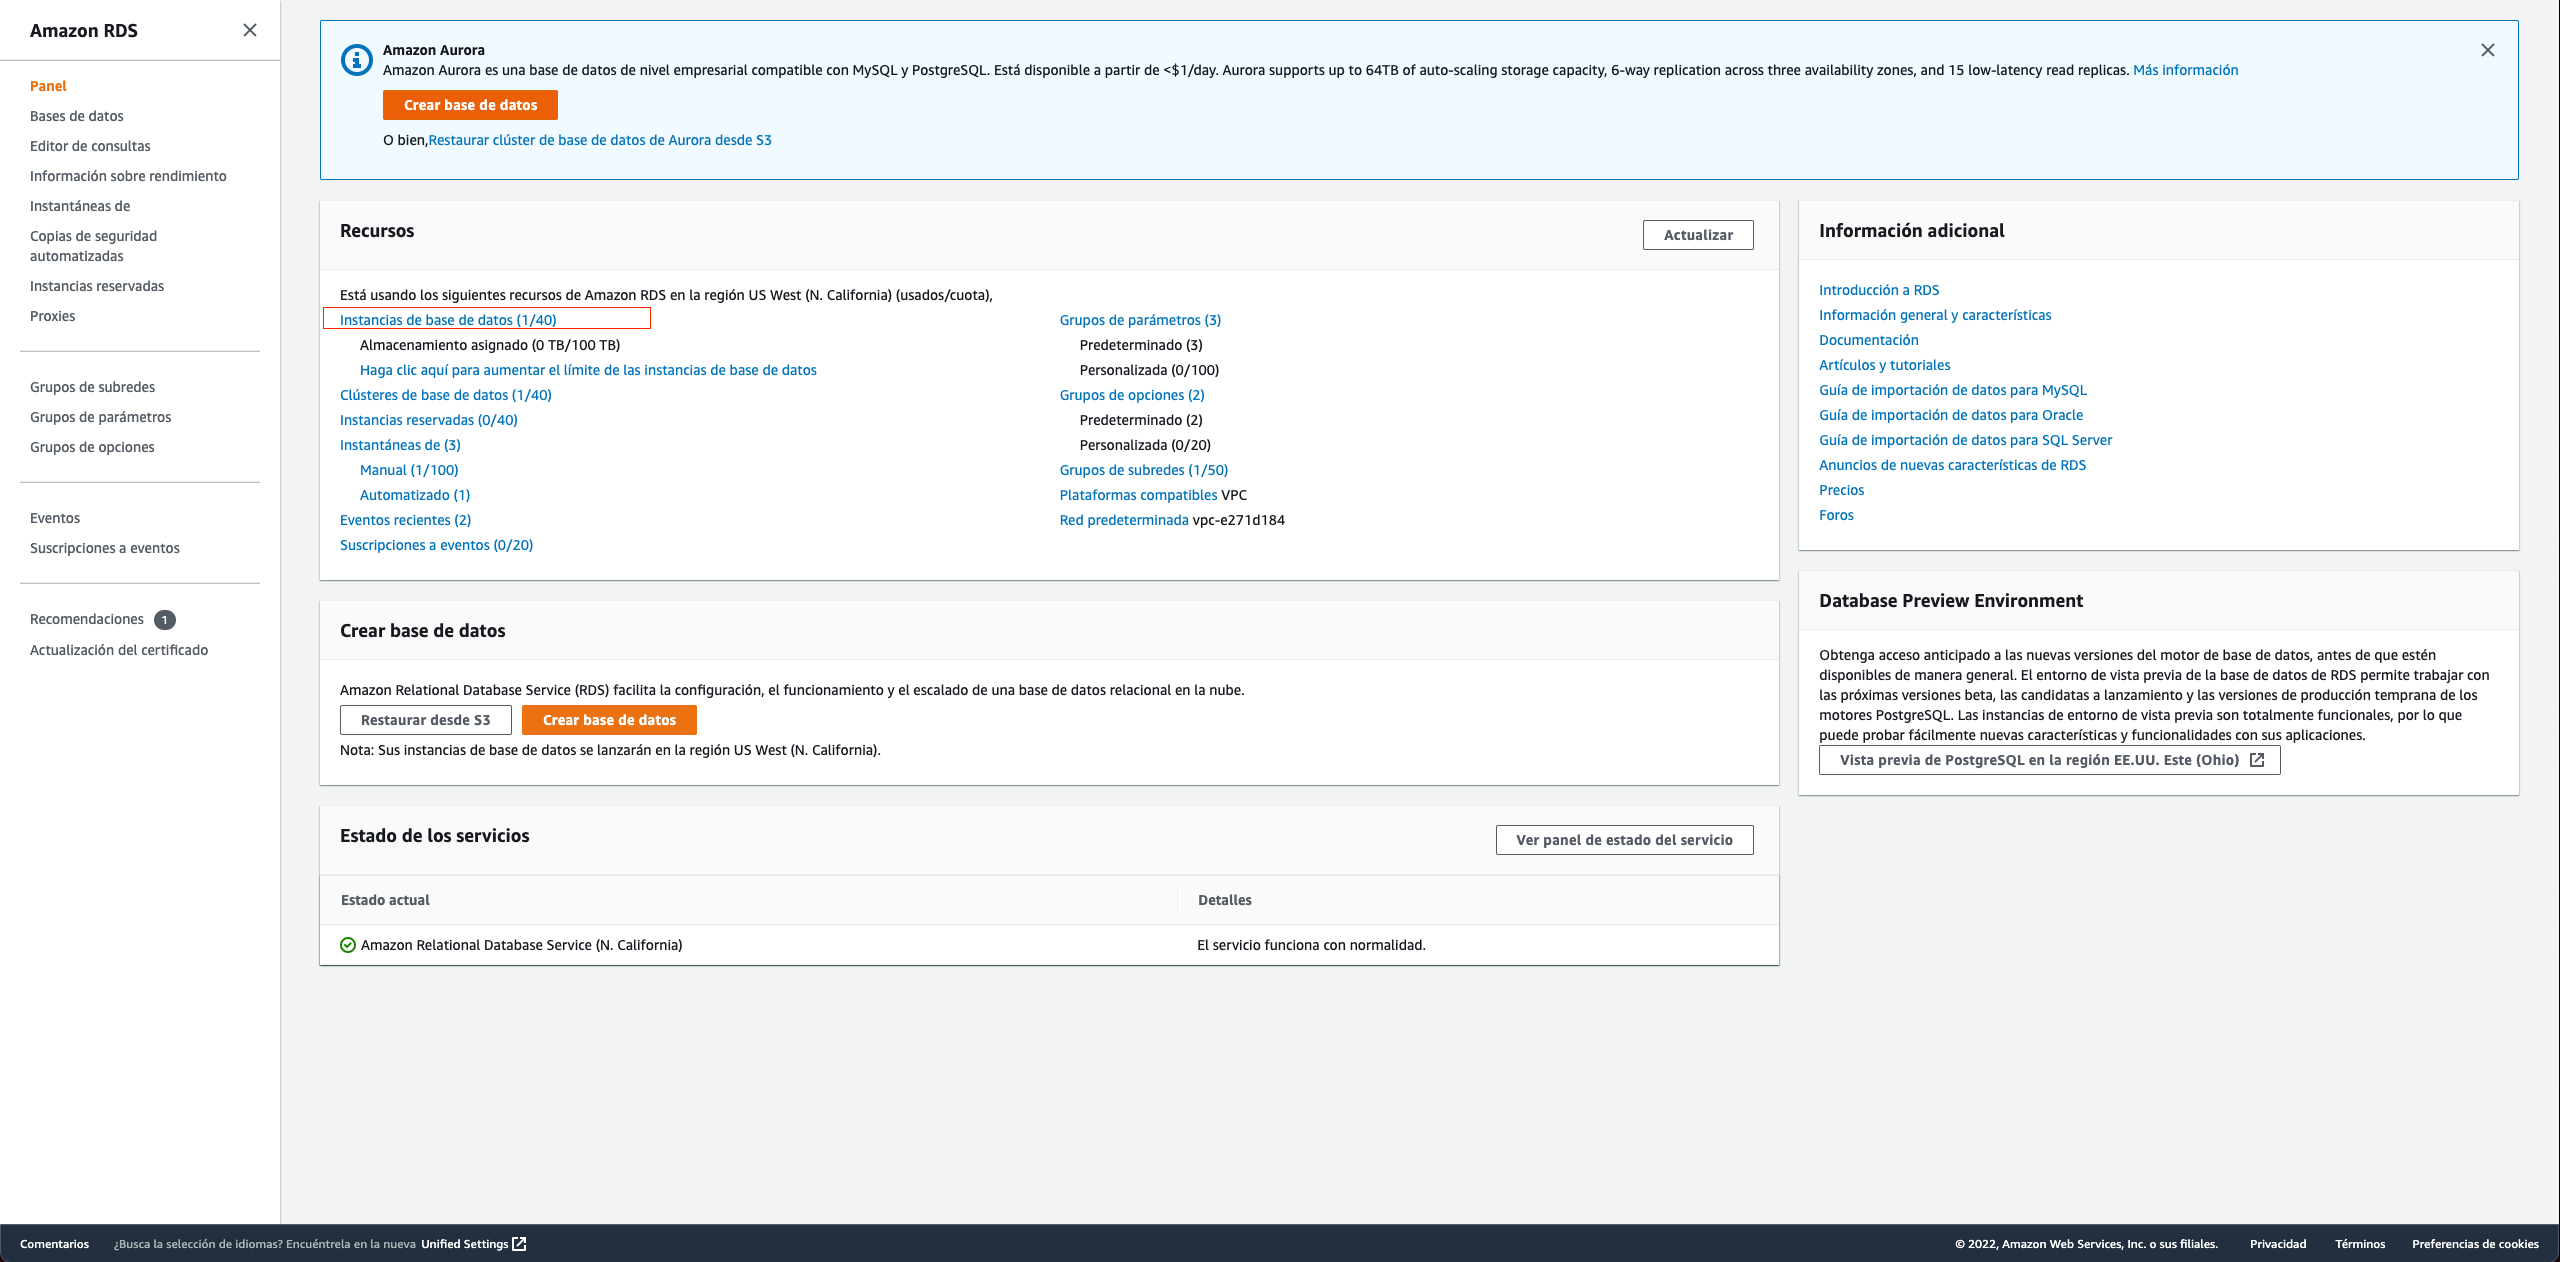 Amazon RDS
Panel
Bases de datos
Editor de consultas
Información sobre rendimiento
Instantáneas de
Copias de seguridad
automatizadas
Instancias reservadas
Proxies
Grupos de subredes
Grupos de parámetros
Grupos de opciones
Eventos
Suscripciones a eventos
Recomendaciones 1
Actualización del certificado
Amazon Aurora
Amazon Aurora es una base de datos de nivel empresarial compatible con MySQL y PostgreSQL. Está disponible a partir de <$1/day. Aurora supports up to 64TB of auto-scaling storage capacity, 6-way replication across three availability zones, and 15 low-latency read replicas. Más información
Crear base de datos
O bien,Restaurar clúster de base de datos de Aurora desde S3
Recursos
Actualizar
Está usando los siguientes recursos de Amazon RDS en la región US West (N. California) (usados/cuota),
Instancias de base de datos (1/40)
Almacenamiento asignado (0 TB/100 TB)
Haga clic aquí para aumentar el límite de las instancias de base de datos
Clústeres de base de datos (1/40)
Instancias reservadas (0/40)
Instantáneas de (3)
Manual (1/100)
Automatizado (1)
Eventos recientes (2)
Suscripciones a eventos (0/20)
Grupos de parámetros (3)
Predeterminado (3)
Personalizada (0/100)
Grupos de opciones (2)
Predeterminado (2)
Personalizada (0/20)
Grupos de subredes (1/50)
Plataformas compatibles VPC
Red predeterminada vpc-e271d184
Crear base de datos
Amazon Relational Database Service (RDS) facilita la configuración, el funcionamiento y el escalado de una base de datos relacional en la nube.
Restaurar desde S3
Crear base de datos
Nota: Sus instancias de base de datos se lanzarán en la región US West (N. California).
Estado de los servicios
Ver panel de estado del servicio
Estado actual
Detalles
Amazon Relational Database Service (N. California)
El servicio funciona con normalidad.
Información adicional
Introducción a RDS
Información general y características
Documentación
Artículos y tutoriales
Guía de importación de datos para MySQL
Guía de importación de datos para Oracle
Guía de importación de datos para SQL Server
Anuncios de nuevas características de RDS
Precios
Foros
Database Preview Environment
Obtenga acceso anticipado a las nuevas versiones del motor de base de datos, antes de que estén
disponibles de manera general. El entorno de vista previa de la base de datos de RDS permite trabajar con
las próximas versiones beta, las candidatas a lanzamiento y las versiones de producción temprana de los
motores PostgreSQL. Las instancias de entorno de vista previa son totalmente funcionales, por lo que
puede probar fácilmente nuevas características y funcionalidades con sus aplicaciones.
Vista previa de PostgreSQL en la región EE.UU. Este (Ohio)
Comentarios
¿Busca la selección de idiomas? Encuéntrela en la nueva Unified Settings
© 2022, Amazon Web Services, Inc. o sus filiales.
Privacidad
Términos
Preferencias de cookies